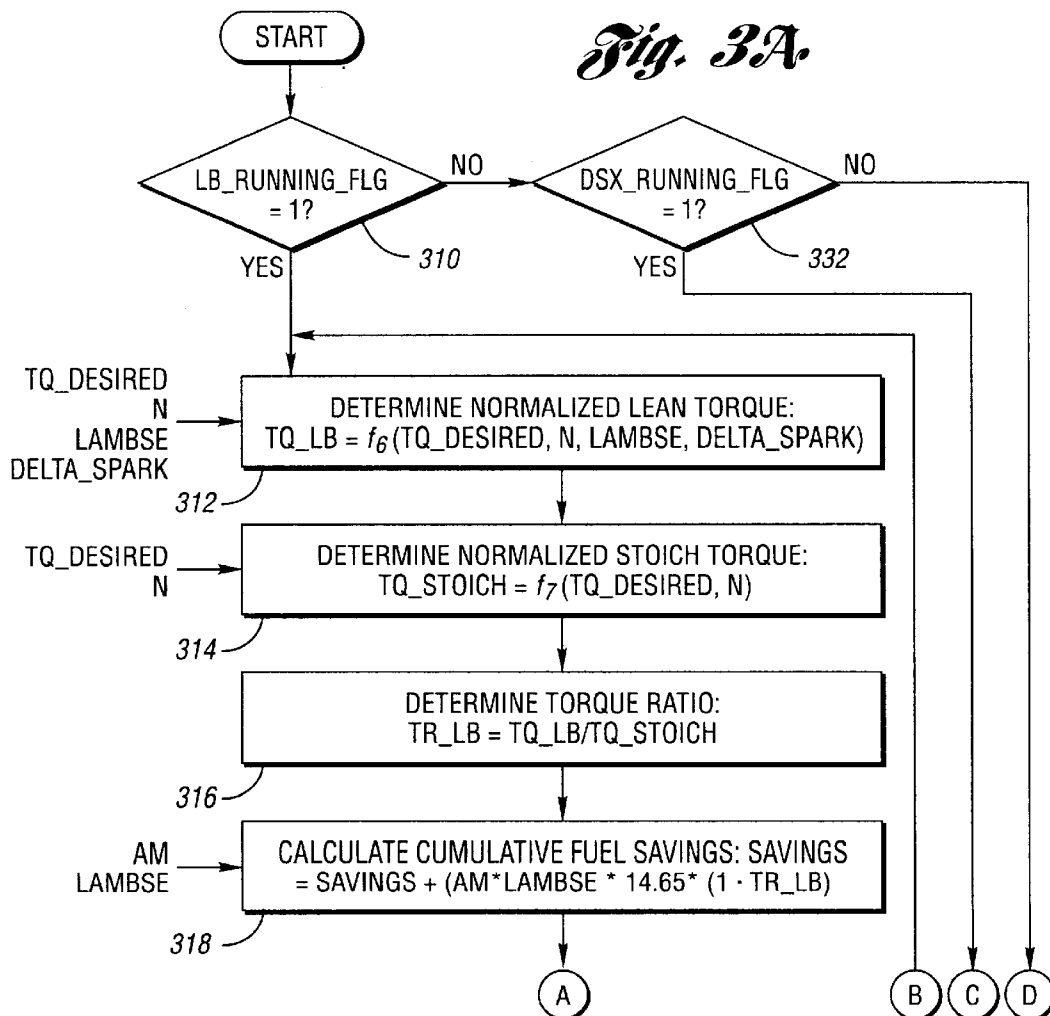 START
Fig. 3A
LB_RUNNING_FLG
= 1?
NO
DSX_RUNNING_FLG
= 1?
NO
310
332
YES
YES
TQ_DESIRED
N
LAMBSE
DELTA_SPARK
DETERMINE NORMALIZED LEAN TORQUE:
TQ_LB = f6 (TQ_DESIRED, N, LAMBSE, DELTA_SPARK)
312
TQ_DESIRED
N
DETERMINE NORMALIZED STOICH TORQUE:
TQ_STOICH = f7 (TQ_DESIRED, N)
314
DETERMINE TORQUE RATIO:
TR_LB = TQ_LB/TQ_STOICH
316
AM
LAMBSE
CALCULATE CUMULATIVE FUEL SAVINGS: SAVINGS
= SAVINGS + (AM*LAMBSE * 14.65* (1 · TR_LB)
318
A
B
C
D